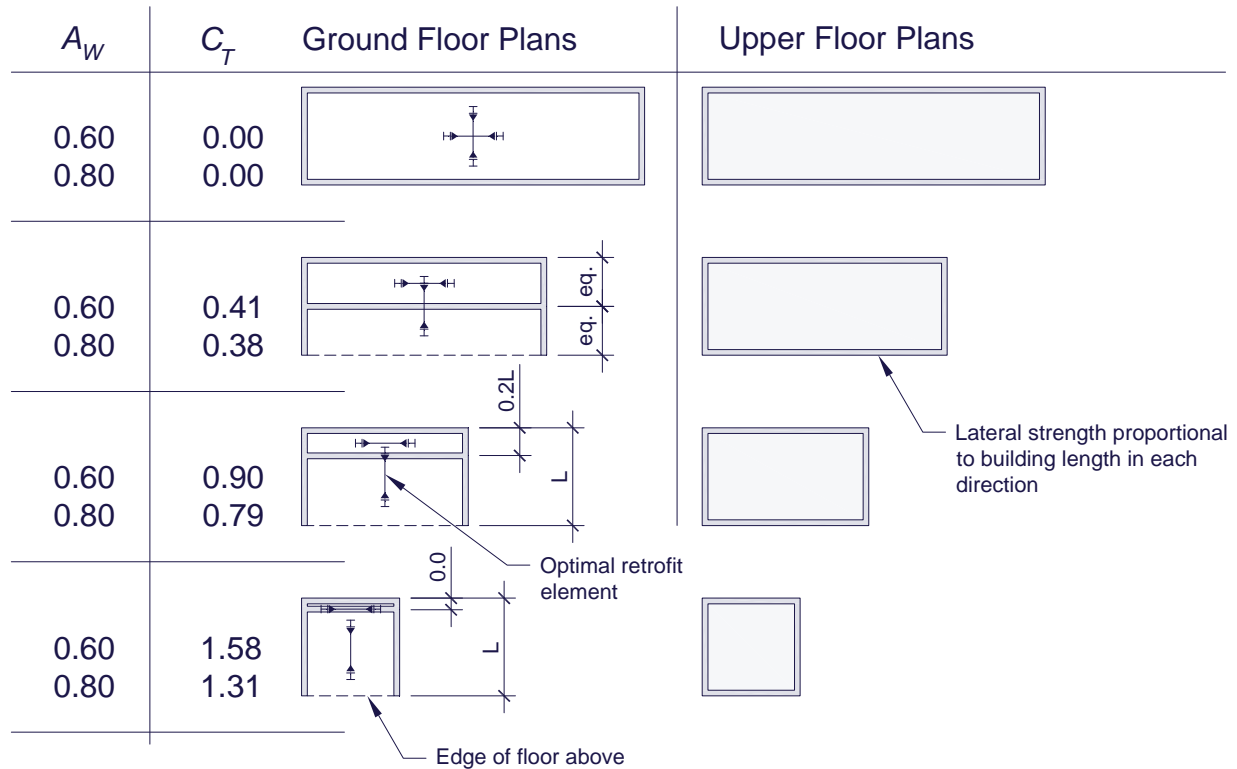 A_W C_T Ground Floor Plans Upper Floor Plans
0.60 0.00
0.80 0.00
0.60 0.41
0.80 0.38
eq.
eq.
0.60 0.90
0.80 0.79
0.2L
L
Lateral strength proportional
to building length in each
direction
Optimal retrofit
element
0.60 1.58
0.80 1.31
0.0
L
Edge of floor above